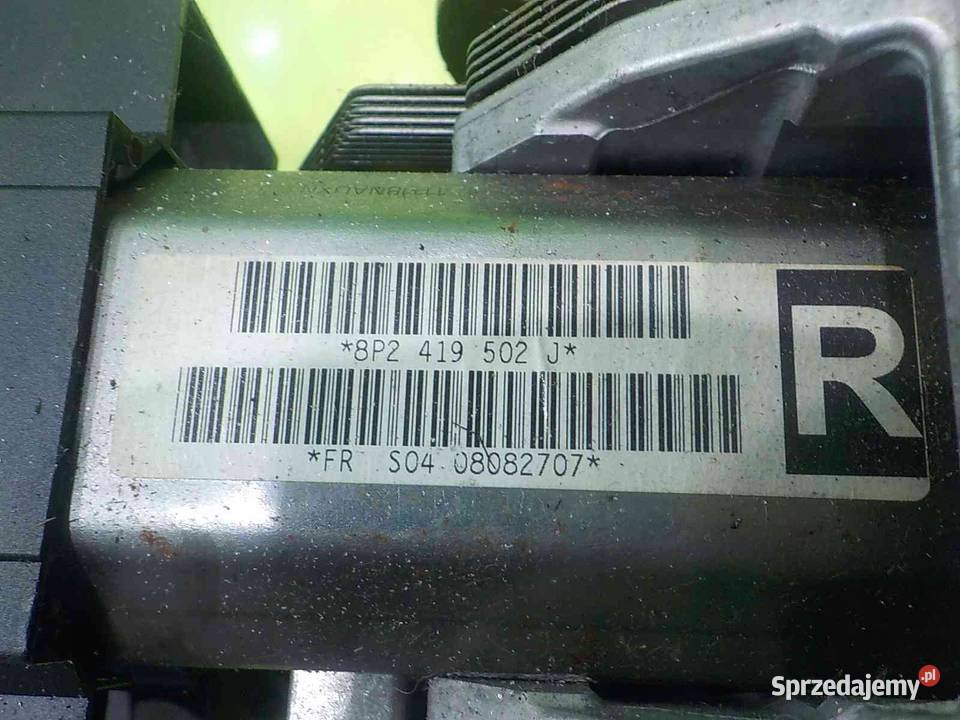 *8P2 419 502 J*
*FR S04 08082707*
R
Sprzedajemy.pl